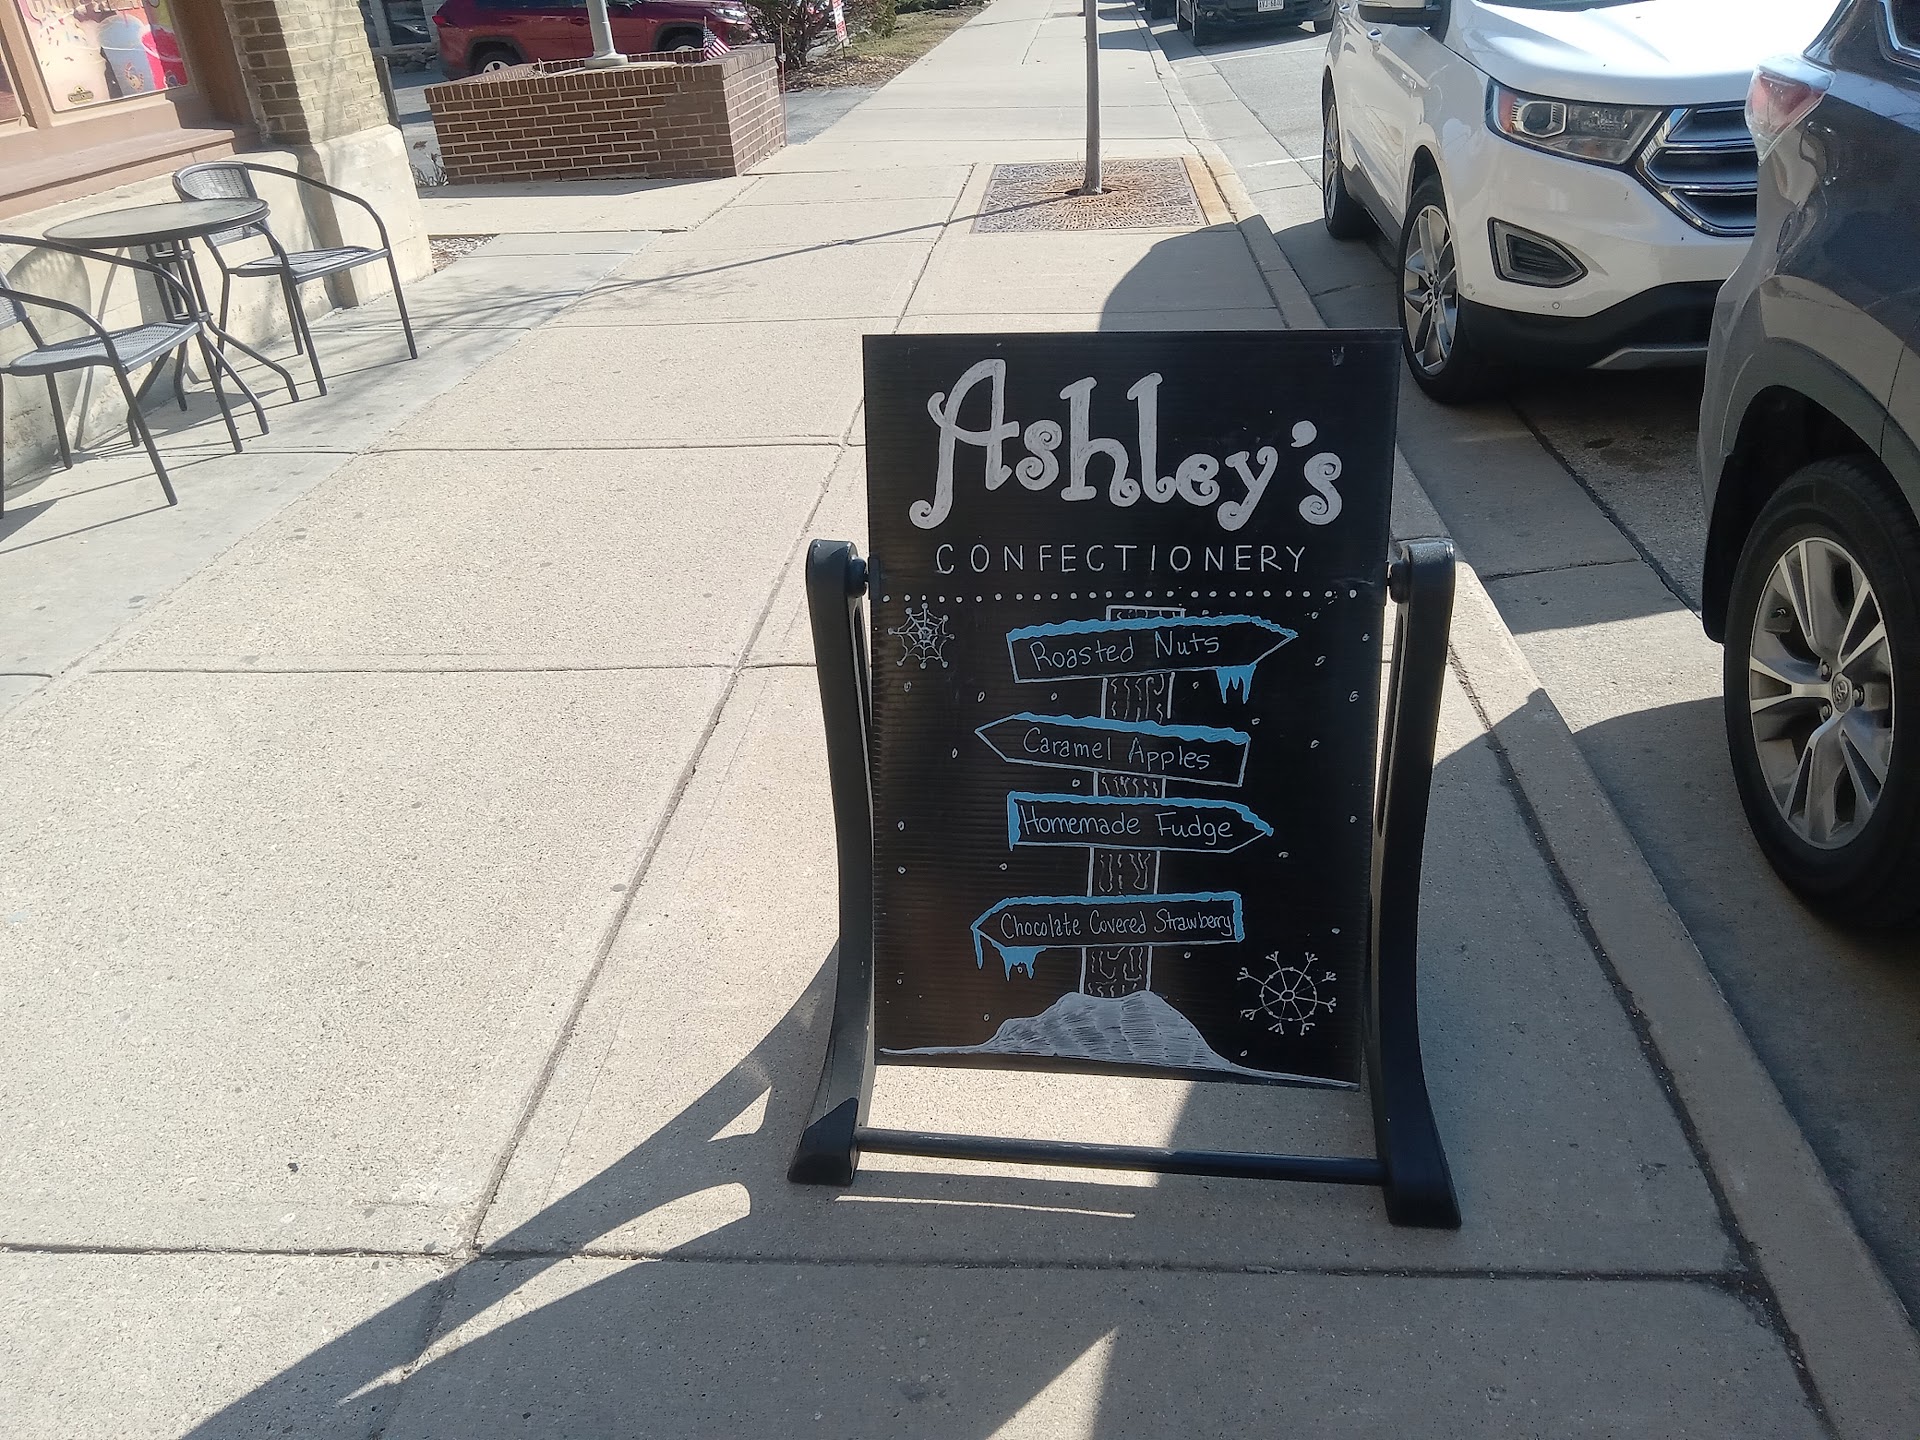 Ashley's
CONFECTIONERY
Roasted Nuts
Caramel Apples
Homemade Fudge
Chocolate Covered Strawberry